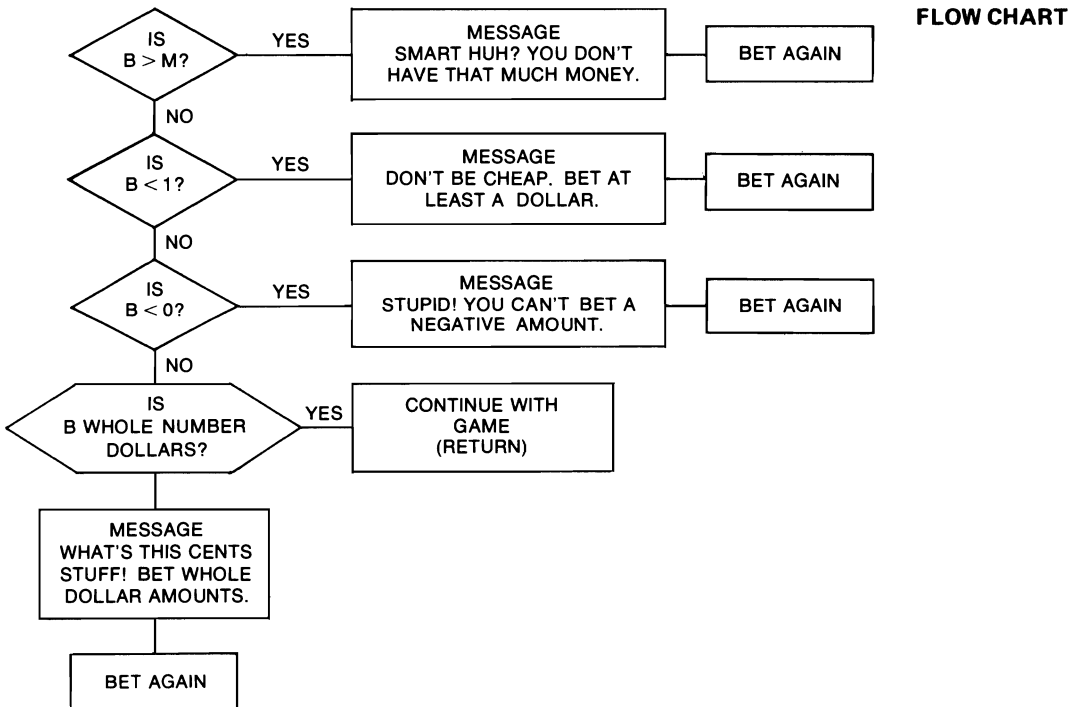 FLOW CHART
IS
B > M?
YES
MESSAGE
SMART HUH? YOU DON'T
HAVE THAT MUCH MONEY.
BET AGAIN
NO
IS
B < 1?
YES
MESSAGE
DON'T BE CHEAP. BET AT
LEAST A DOLLAR.
BET AGAIN
NO
IS
B < 0?
YES
MESSAGE
STUPID! YOU CAN'T BET A
NEGATIVE AMOUNT.
BET AGAIN
NO
IS
B WHOLE NUMBER
DOLLARS?
YES
CONTINUE WITH
GAME
(RETURN)
MESSAGE
WHAT'S THIS CENTS
STUFF! BET WHOLE
DOLLAR AMOUNTS.
BET AGAIN